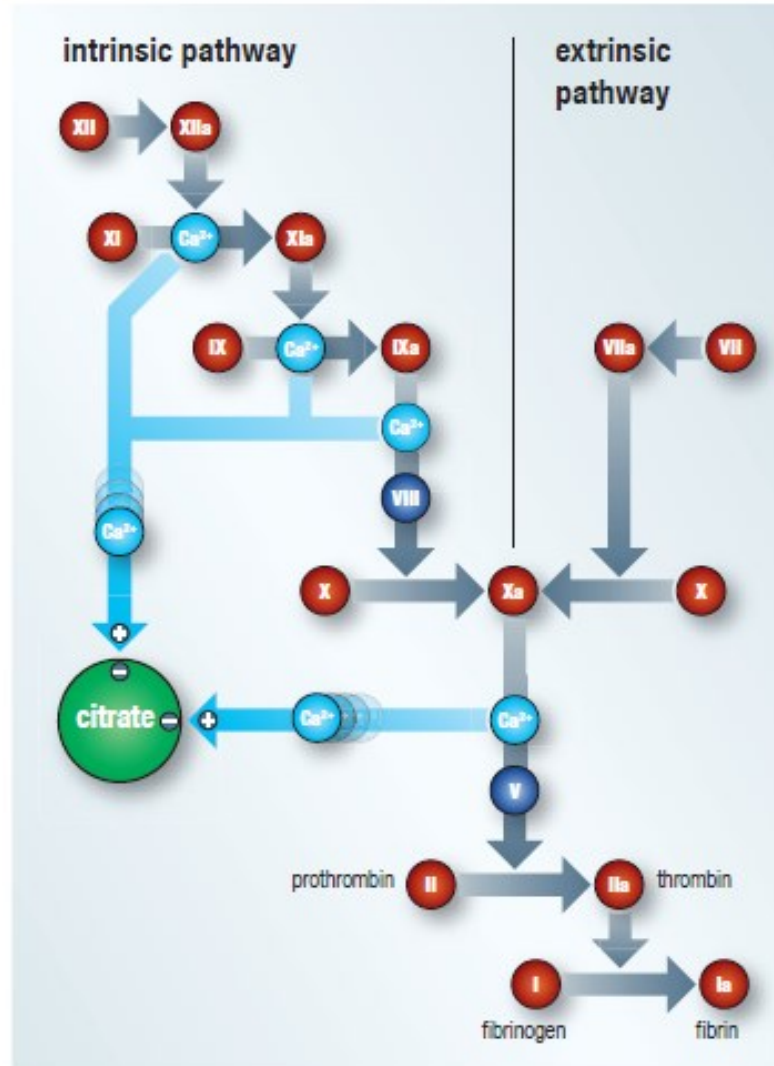 intrinsic pathway
extrinsic
pathway
XII XIIa
XI Ca²⁺ XIa
IX Ca²⁺ IXa VIIa VII
Ca²⁺
VIII
Ca²⁺
X Xa X
+
−
citrate − + Ca²⁺ Ca²⁺
V
prothrombin II IIa thrombin
I Ia
fibrinogen fibrin